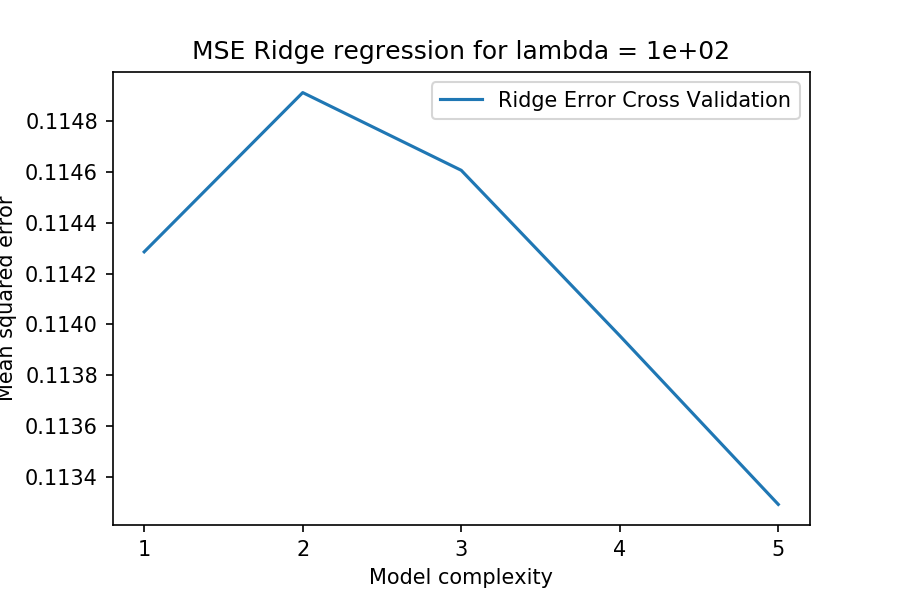 MSE Ridge regression for lambda = 1e+02
Ridge Error Cross Validation
0.1148
0.1146
0.1144
0.1142
0.1140
0.1138
0.1136
0.1134
Mean squared error
1 2 3 4 5
Model complexity